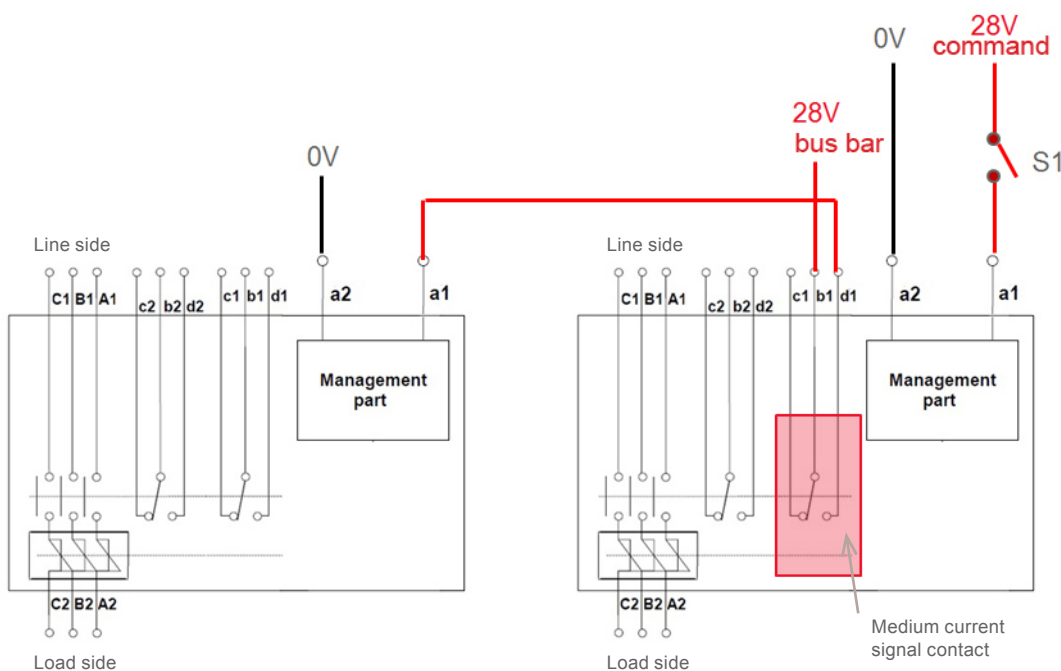 28V
command
0V
S1
28V
bus bar
0V
Line side
C1 B1 A1
c2 b2 d2
c1 b1 d1
a2
a1
Management
part
C2 B2 A2
Load side
Line side
C1 B1 A1
c2 b2 d2
c1 b1 d1
a2
a1
Management
part
C2 B2 A2
Load side
Medium current
signal contact